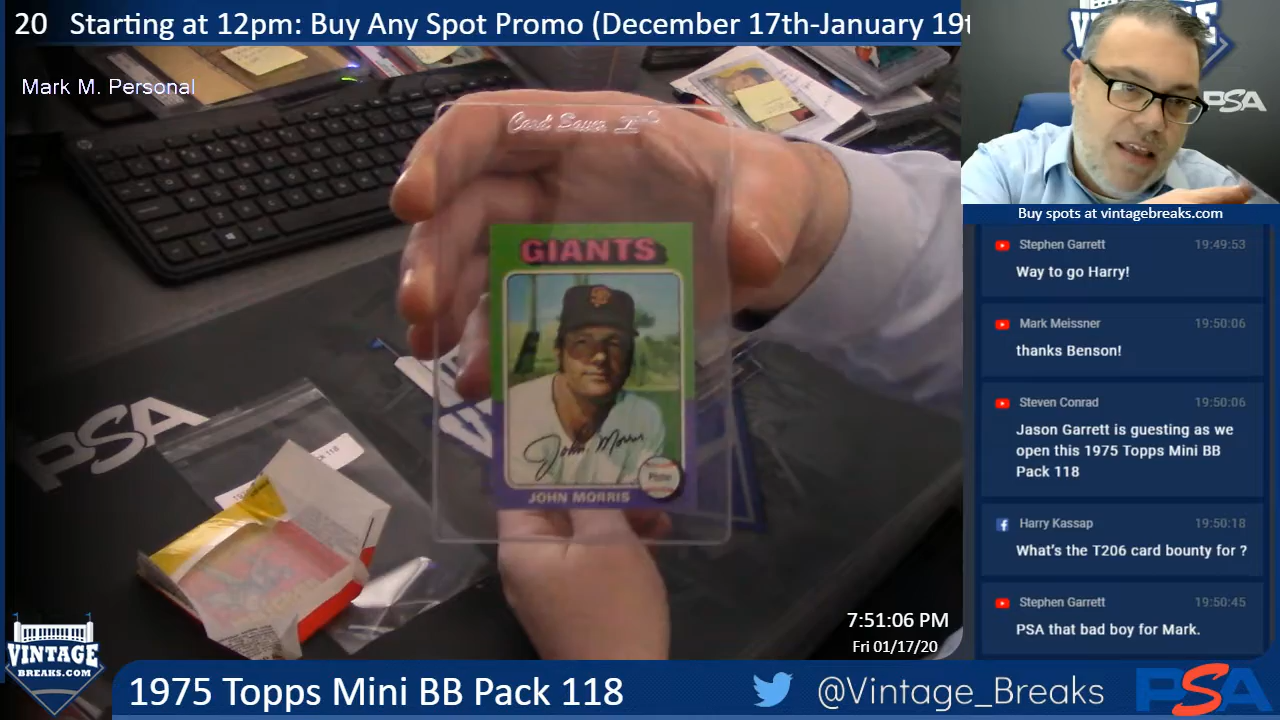 20 Starting at 12pm: Buy Any Spot Promo (December 17th-January 19t
Mark M. Personal
Card Saver
PSA
PSA
GIANTS
John Morris
JOHN MORRIS
7:51:06 PM
Fri 01/17/20
Buy spots at vintagebreaks.com
Stephen Garrett 19:49:53
Way to go Harry!
Mark Meissner 19:50:06
thanks Benson!
Steven Conrad 19:50:06
Jason Garrett is guesting as we
open this 1975 Topps Mini BB
Pack 118
Harry Kassap 19:50:18
What's the T206 card bounty for ?
Stephen Garrett 19:50:45
PSA that bad boy for Mark.
VINTAGE
BREAKS.COM
1975 Topps Mini BB Pack 118
@Vintage_Breaks
PSA